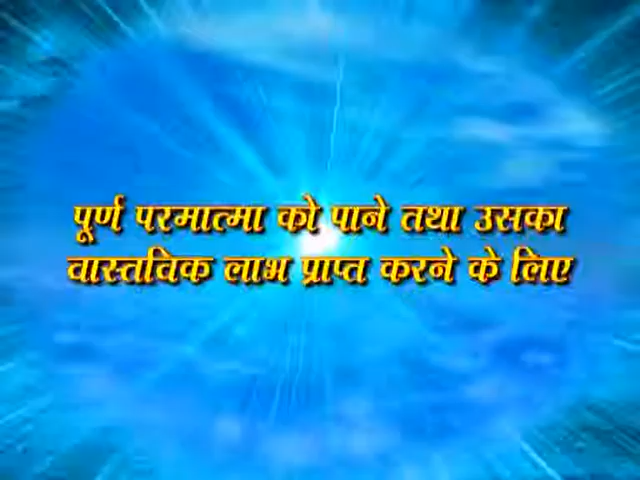 पूर्ण परमात्मा को पाने तथा उसका
वास्तविक लाभ प्राप्त करने के लिए